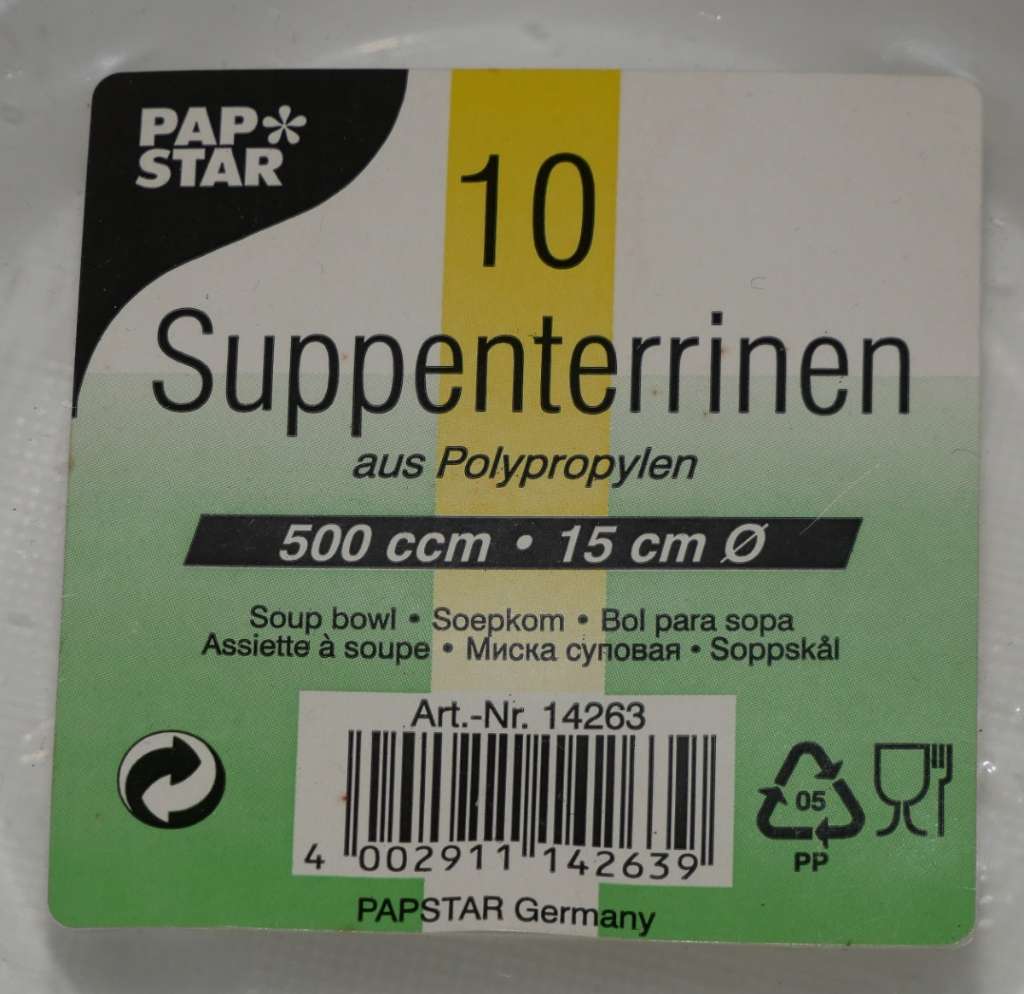 PAP*
STAR
10
Suppenterrinen
aus Polypropylen
500 ccm • 15 cm Ø
Soup bowl • Soepkom • Bol para sopa
Assiette à soupe • Миска суповая • Soppskål
Art.-Nr. 14263
4 002911 142639
05
PP
PAPSTAR Germany